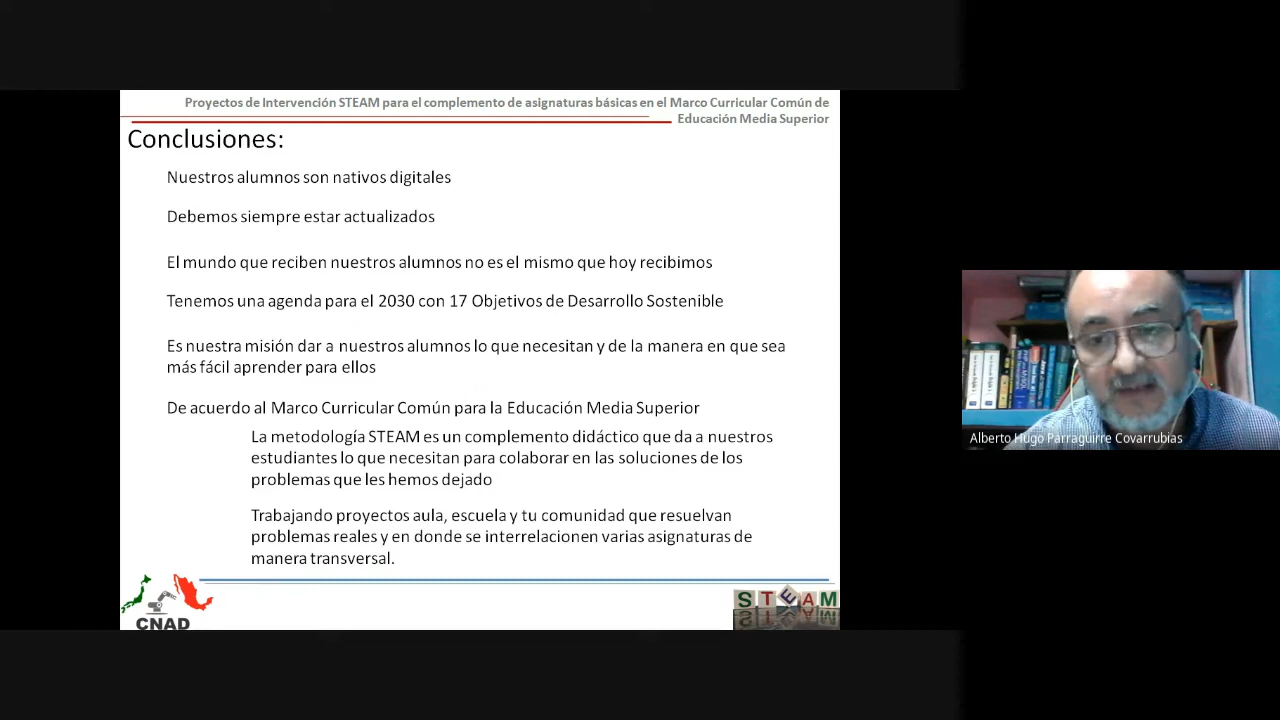 Proyectos de Intervención STEAM para el complemento de asignaturas básicas en el Marco Curricular Común de
Educación Media Superior
Conclusiones:
Nuestros alumnos son nativos digitales
Debemos siempre estar actualizados
El mundo que reciben nuestros alumnos no es el mismo que hoy recibimos
Tenemos una agenda para el 2030 con 17 Objetivos de Desarrollo Sostenible
Es nuestra misión dar a nuestros alumnos lo que necesitan y de la manera en que sea
más fácil aprender para ellos
De acuerdo al Marco Curricular Común para la Educación Media Superior
La metodología STEAM es un complemento didáctico que da a nuestros
estudiantes lo que necesitan para colaborar en las soluciones de los
problemas que les hemos dejado
Trabajando proyectos aula, escuela y tu comunidad que resuelvan
problemas reales y en donde se interrelacionen varias asignaturas de
manera transversal.
CNAD
STEAM
Alberto Hugo Parraguirre Covarrubias